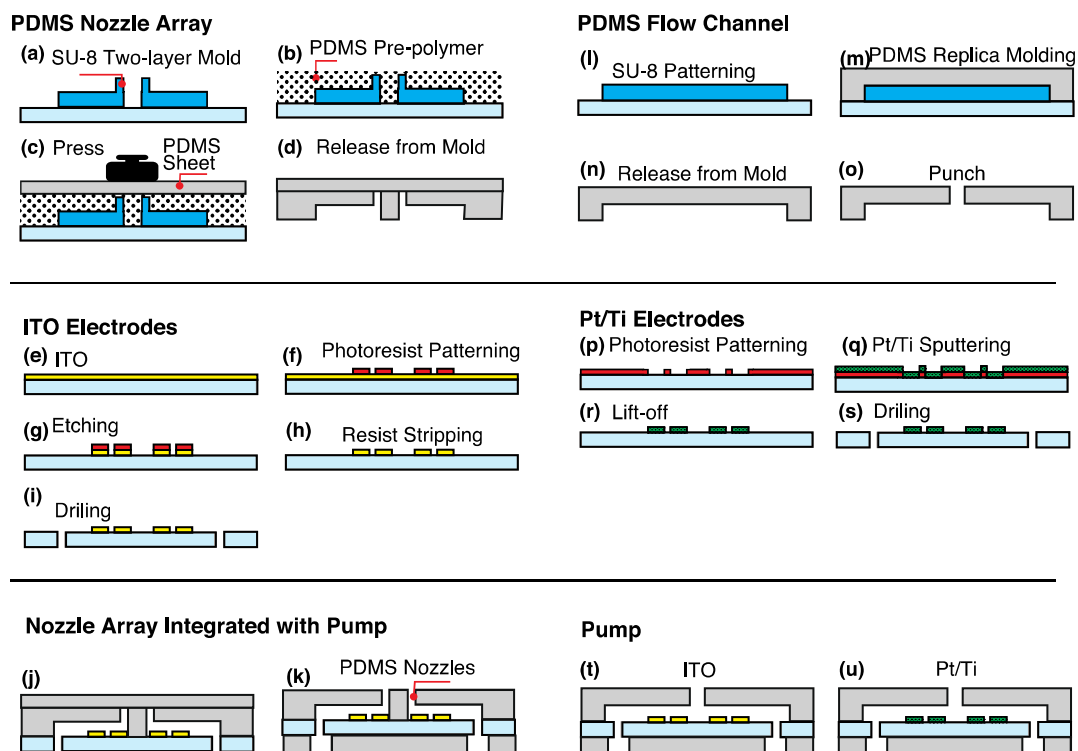 PDMS Nozzle Array
(a) SU-8 Two-layer Mold
(b) PDMS Pre-polymer
(c) Press
PDMS
Sheet
(d) Release from Mold
PDMS Flow Channel
(l)
SU-8 Patterning
(m) PDMS Replica Molding
(n) Release from Mold
(o) Punch
ITO Electrodes
(e) ITO
(f) Photoresist Patterning
(g) Etching
(h) Resist Stripping
(i)
Driling
Pt/Ti Electrodes
(p) Photoresist Patterning
(q) Pt/Ti Sputtering
(r) Lift-off
(s) Driling
Nozzle Array Integrated with Pump
(j)
(k) PDMS Nozzles
Pump
(t) ITO
(u) Pt/Ti